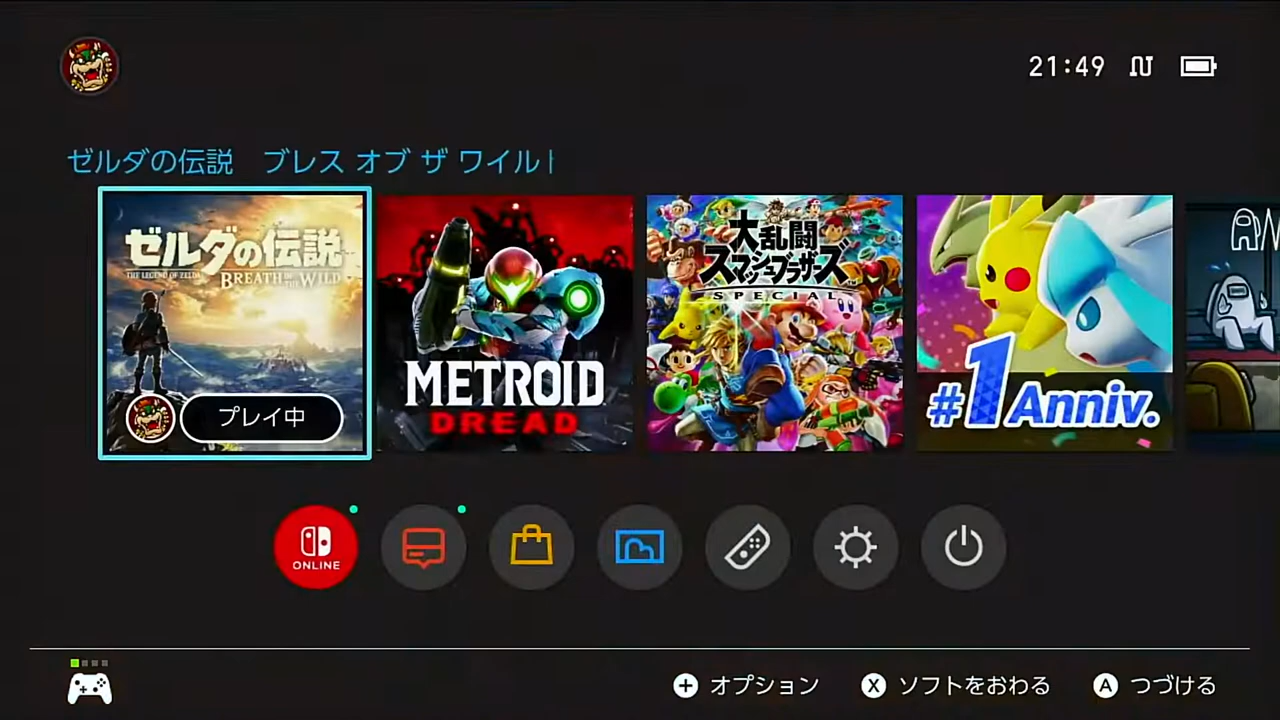 21:49
ゼルダの伝説 ブレス オブ ザ ワイル
ゼルダの伝説
THE LEGEND OF ZELDA
BREATH OF THE WILD
プレイ中
METROID
DREAD
大乱闘
スマッシュブラザーズ
SPECIAL
#1 Anniv.
ONLINE
+ オプション
X ソフトをおわる
A つづける